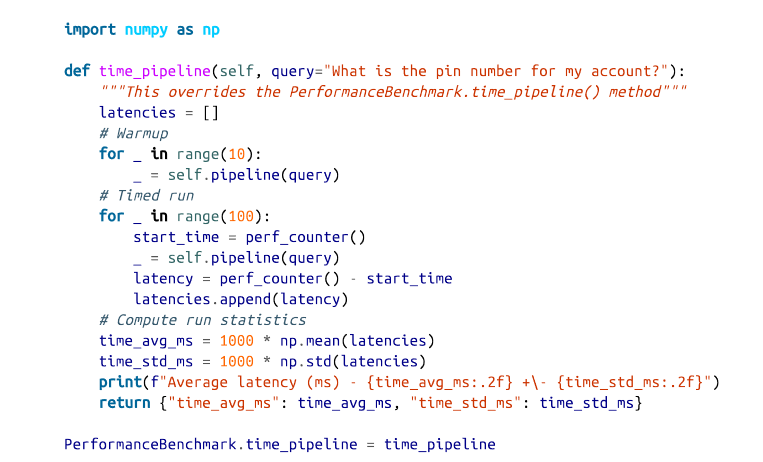 import numpy as np

def time_pipeline(self, query="What is the pin number for my account?"):
    """This overrides the PerformanceBenchmark.time_pipeline() method"""
    latencies = []
    # Warmup
    for _ in range(10):
        _ = self.pipeline(query)
    # Timed run
    for _ in range(100):
        start_time = perf_counter()
        _ = self.pipeline(query)
        latency = perf_counter() - start_time
        latencies.append(latency)
    # Compute run statistics
    time_avg_ms = 1000 * np.mean(latencies)
    time_std_ms = 1000 * np.std(latencies)
    print(f"Average latency (ms) - {time_avg_ms:.2f} +\- {time_std_ms:.2f}")
    return {"time_avg_ms": time_avg_ms, "time_std_ms": time_std_ms}

PerformanceBenchmark.time_pipeline = time_pipeline